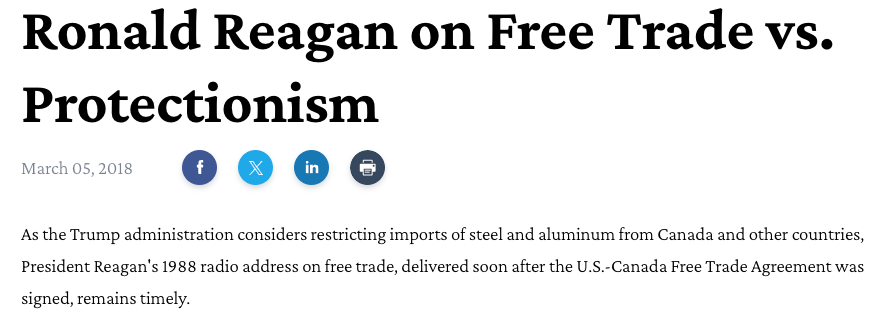 Ronald Reagan on Free Trade vs.
Protectionism
March 05, 2018
As the Trump administration considers restricting imports of steel and aluminum from Canada and other countries,
President Reagan's 1988 radio address on free trade, delivered soon after the U.S.-Canada Free Trade Agreement was
signed, remains timely.